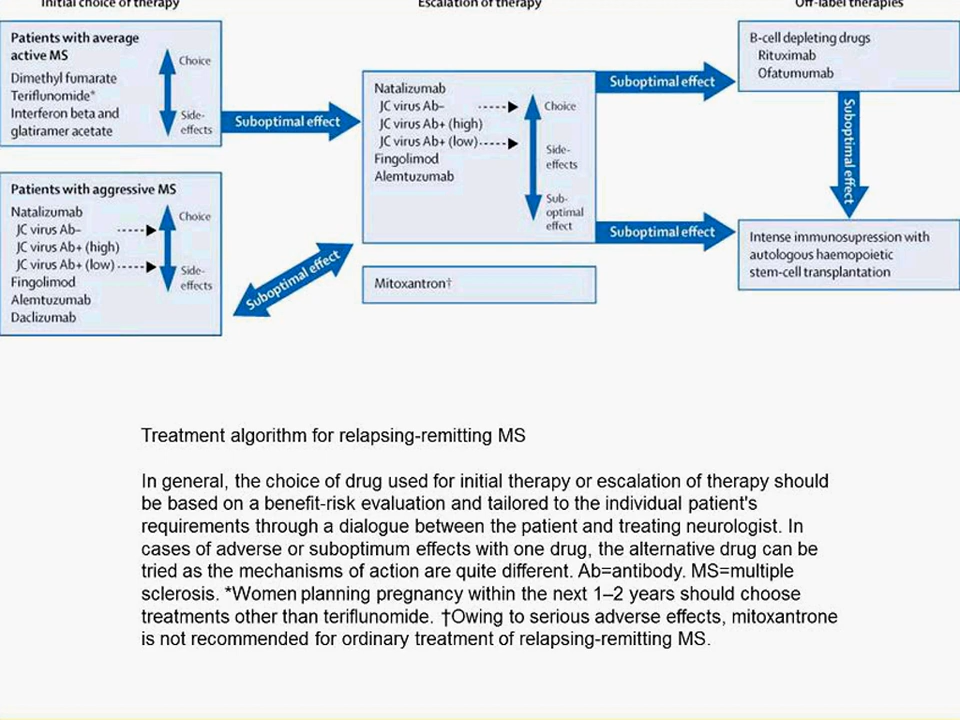 Initial choice of therapy
Escalation of therapy
Off-label therapies
Patients with average
active MS
Dimethyl fumarate
Teriflunomide*
Interferon beta and
glatiramer acetate
Choice
Side-
effects
Suboptimal effect
Patients with aggressive MS
Natalizumab
JC virus Ab–
JC virus Ab+ (high)
JC virus Ab+ (low)
Fingolimod
Alemtuzumab
Daclizumab
Choice
Side-
effects
Suboptimal effect
Natalizumab
JC virus Ab–
JC virus Ab+ (high)
JC virus Ab+ (low)
Fingolimod
Alemtuzumab
Choice
Side-
effects
Sub-
optimal
effect
Mitoxantron†
Suboptimal effect
Suboptimal effect
B-cell depleting drugs
Rituximab
Ofatumumab
Suboptimal effect
Intense immunosupression with
autologous haemopoietic
stem-cell transplantation
Treatment algorithm for relapsing-remitting MS
In general, the choice of drug used for initial therapy or escalation of therapy should
be based on a benefit-risk evaluation and tailored to the individual patient's
requirements through a dialogue between the patient and treating neurologist. In
cases of adverse or suboptimum effects with one drug, the alternative drug can be
tried as the mechanisms of action are quite different. Ab=antibody. MS=multiple
sclerosis. *Women planning pregnancy within the next 1–2 years should choose
treatments other than teriflunomide. †Owing to serious adverse effects, mitoxantrone
is not recommended for ordinary treatment of relapsing-remitting MS.